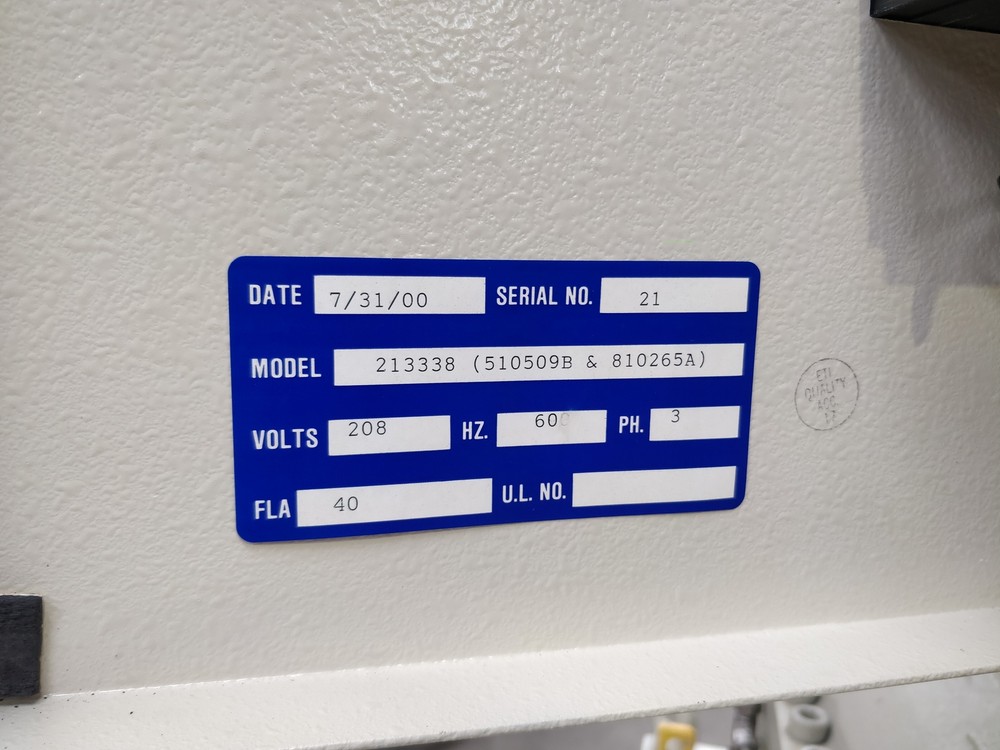 DATE 7/31/00 SERIAL NO. 21
MODEL 213338 (510509B & 810265A)
VOLTS 208 HZ. 60 PH. 3
FLA 40 U.L. NO.
QUALITY